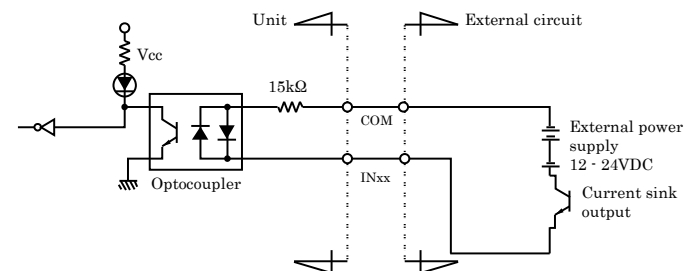 Unit
External circuit
Vcc
15kΩ
COM
External power
supply
12 - 24VDC
INxx
Optocoupler
Current sink
output